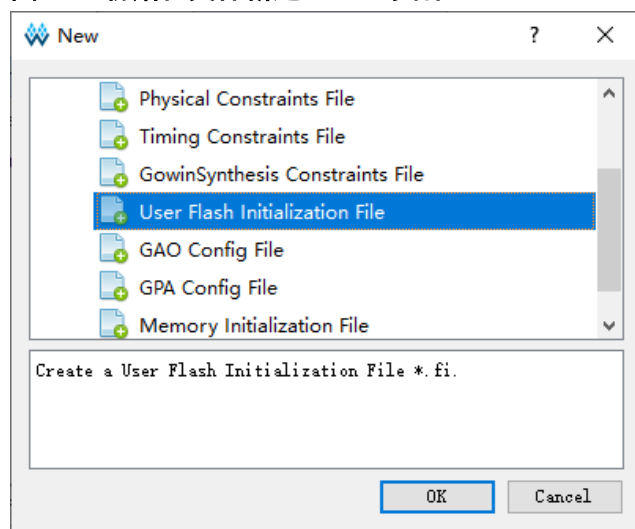 New
?
Physical Constraints File
Timing Constraints File
GowinSynthesis Constraints File
User Flash Initialization File
GAO Config File
GPA Config File
Memory Initialization File
Create a User Flash Initialization File *.fi.
OK Cancel